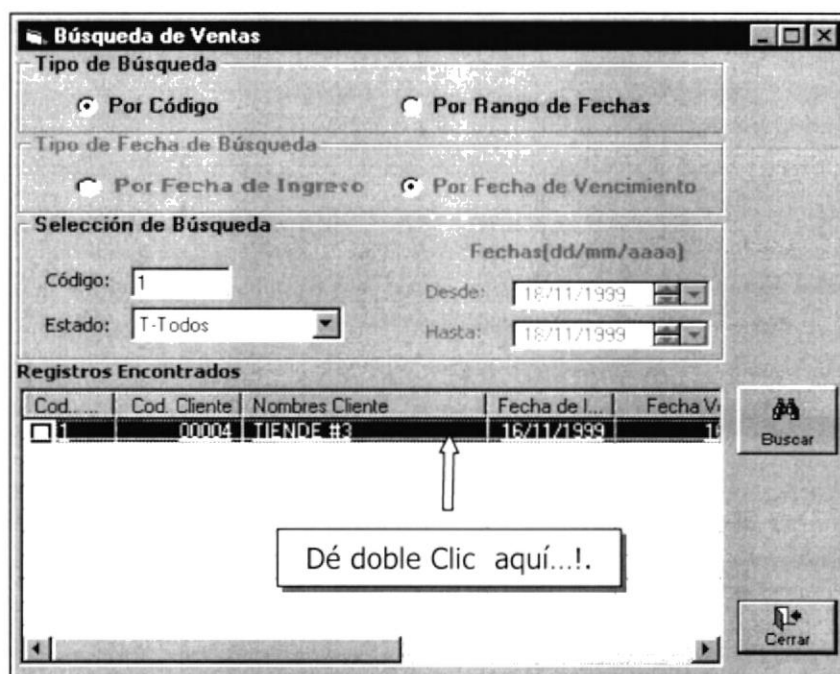 Búsqueda de Ventas
Tipo de Búsqueda
Por Código Por Rango de Fechas
Tipo de Fecha de Búsqueda
Por Fecha de Ingreso Por Fecha de Vencimiento
Selección de Búsqueda
Fechas(dd/mm/aaaa)
Código: 1
Desde: 18/11/1999
Estado: T-Todos
Hasta: 18/11/1999
Registros Encontrados
Cod.... Cod. Cliente Nombres Cliente Fecha de I... Fecha V
1 00004 TIENDE #3 16/11/1999 1
Buscar
Dé doble Clic aquí...!.
Cerrar